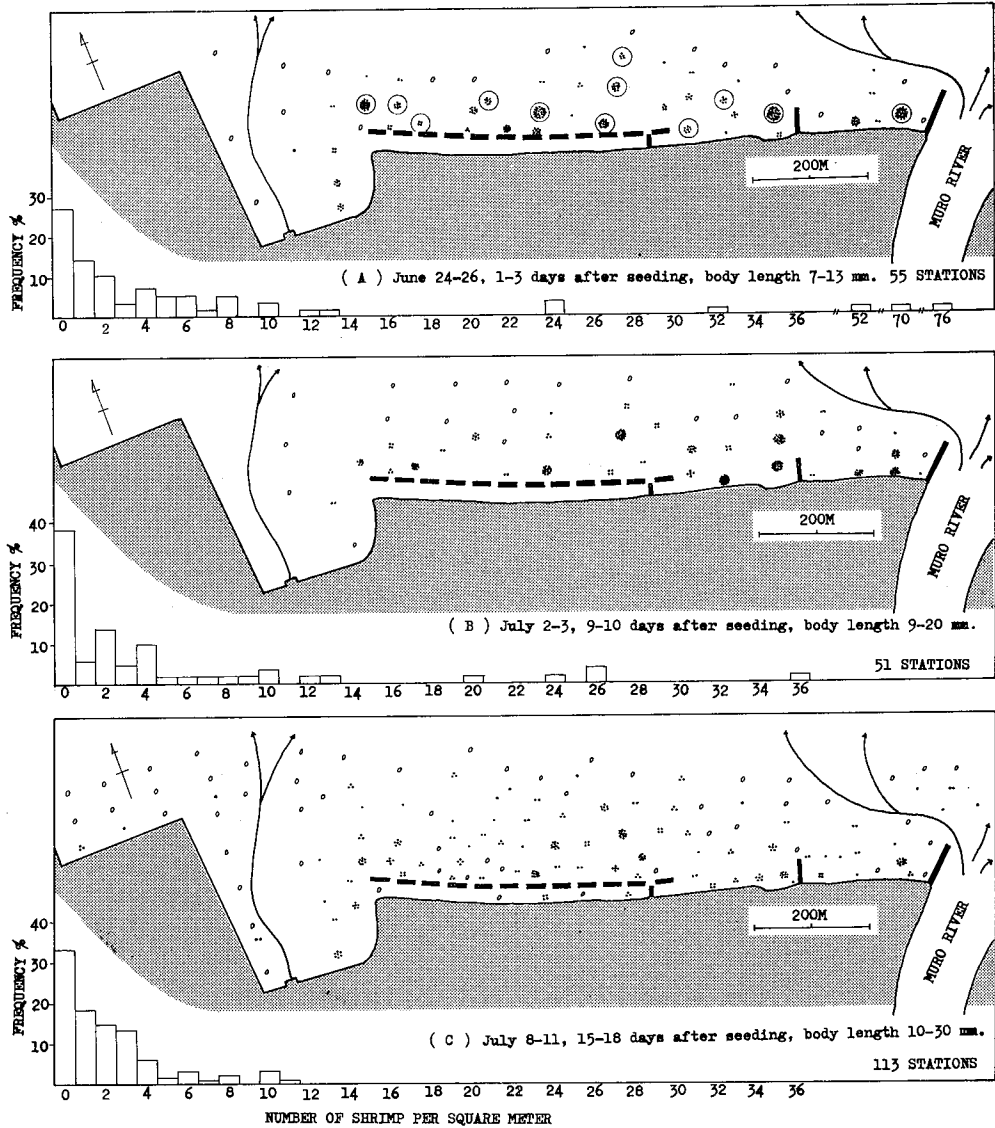 200M
MURO RIVER
FREQUENCY %
30
20
10
( A ) June 24-26, 1-3 days after seeding, body length 7-13 mm. 55 STATIONS
0 2 4 6 8 10 12 14 16 18 20 22 24 26 28 30 32 34 36 52 70 76
200M
MURO RIVER
FREQUENCY %
40
30
20
10
( B ) July 2-3, 9-10 days after seeding, body length 9-20 mm.
51 STATIONS
0 2 4 6 8 10 12 14 16 18 20 22 24 26 28 30 32 34 36
200M
MURO RIVER
FREQUENCY %
40
30
20
10
( C ) July 8-11, 15-18 days after seeding, body length 10-30 mm.
113 STATIONS
0 2 4 6 8 10 12 14 16 18 20 22 24 26 28 30 32 34 36
NUMBER OF SHRIMP PER SQUARE METER